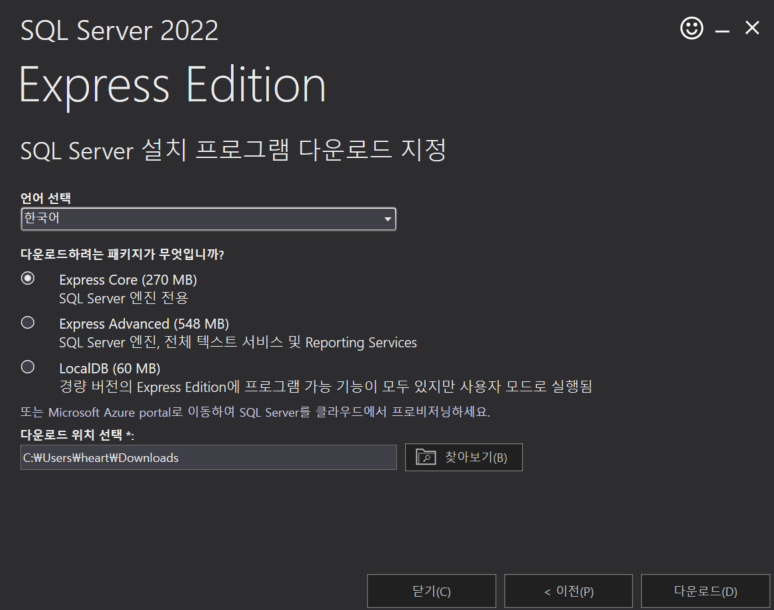 SQL Server 2022
Express Edition
SQL Server 설치 프로그램 다운로드 지정
언어 선택
한국어
다운로드하려는 패키지가 무엇입니까?
Express Core (270 MB)
SQL Server 엔진 전용
Express Advanced (548 MB)
SQL Server 엔진, 전체 텍스트 서비스 및 Reporting Services
LocalDB (60 MB)
경량 버전의 Express Edition에 프로그램 가능 기능이 모두 있지만 사용자 모드로 실행됨
또는 Microsoft Azure portal로 이동하여 SQL Server를 클라우드에서 프로비저닝하세요.
다운로드 위치 선택 *:
C:₩Users₩heart₩Downloads
찾아보기(B)
닫기(C)
< 이전(P)
다운로드(D)